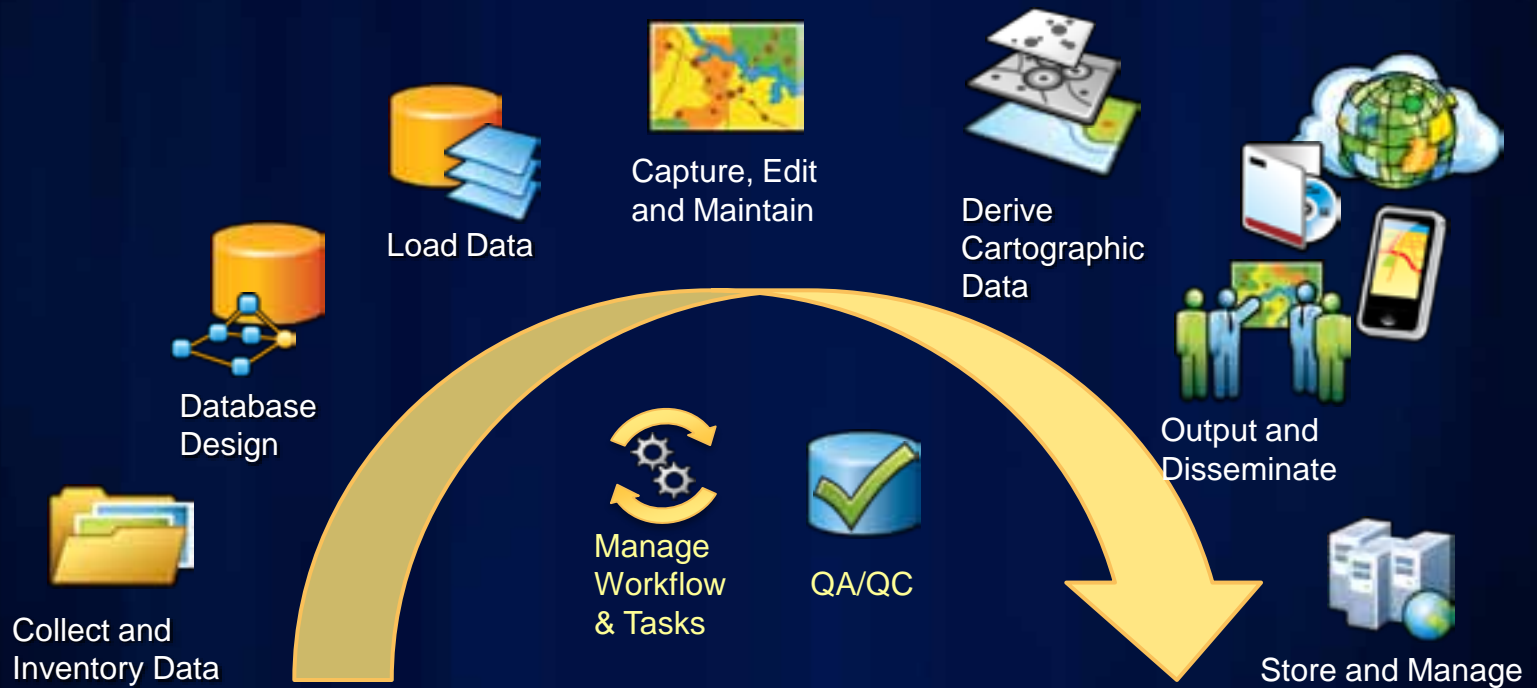 Collect and
Inventory Data
Database
Design
Load Data
Capture, Edit
and Maintain
Derive
Cartographic
Data
Output and
Disseminate
Store and Manage
Manage
Workflow
& Tasks
QA/QC